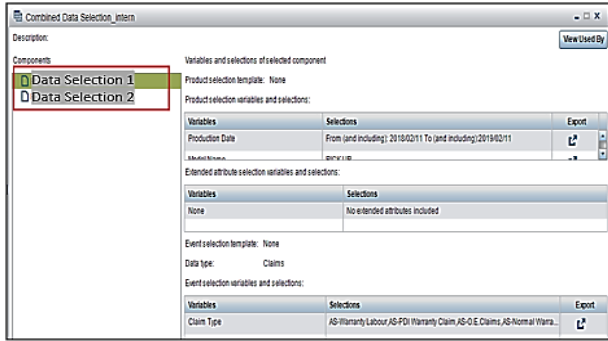 Combined Data Selection_intern
Description:
View Used By
Components
Data Selection 1
Data Selection 2
Variables and selections of selected component
Product selection template: None
Product selection variables and selections:
Variables Selections Export
Production Date From (and including): 2018/02/11 To (and including):2019/02/11
Model Name PICK UP
Extended attribute selection variables and selections:
Variables Selections
None No extended attributes included
Event selection template: None
Data type: Claims
Event selection variables and selections:
Variables Selections Export
Claim Type AS-Warranty Labour,AS-PDI Warranty Claim,AS-O.E.Claims,AS-Normal Warra...